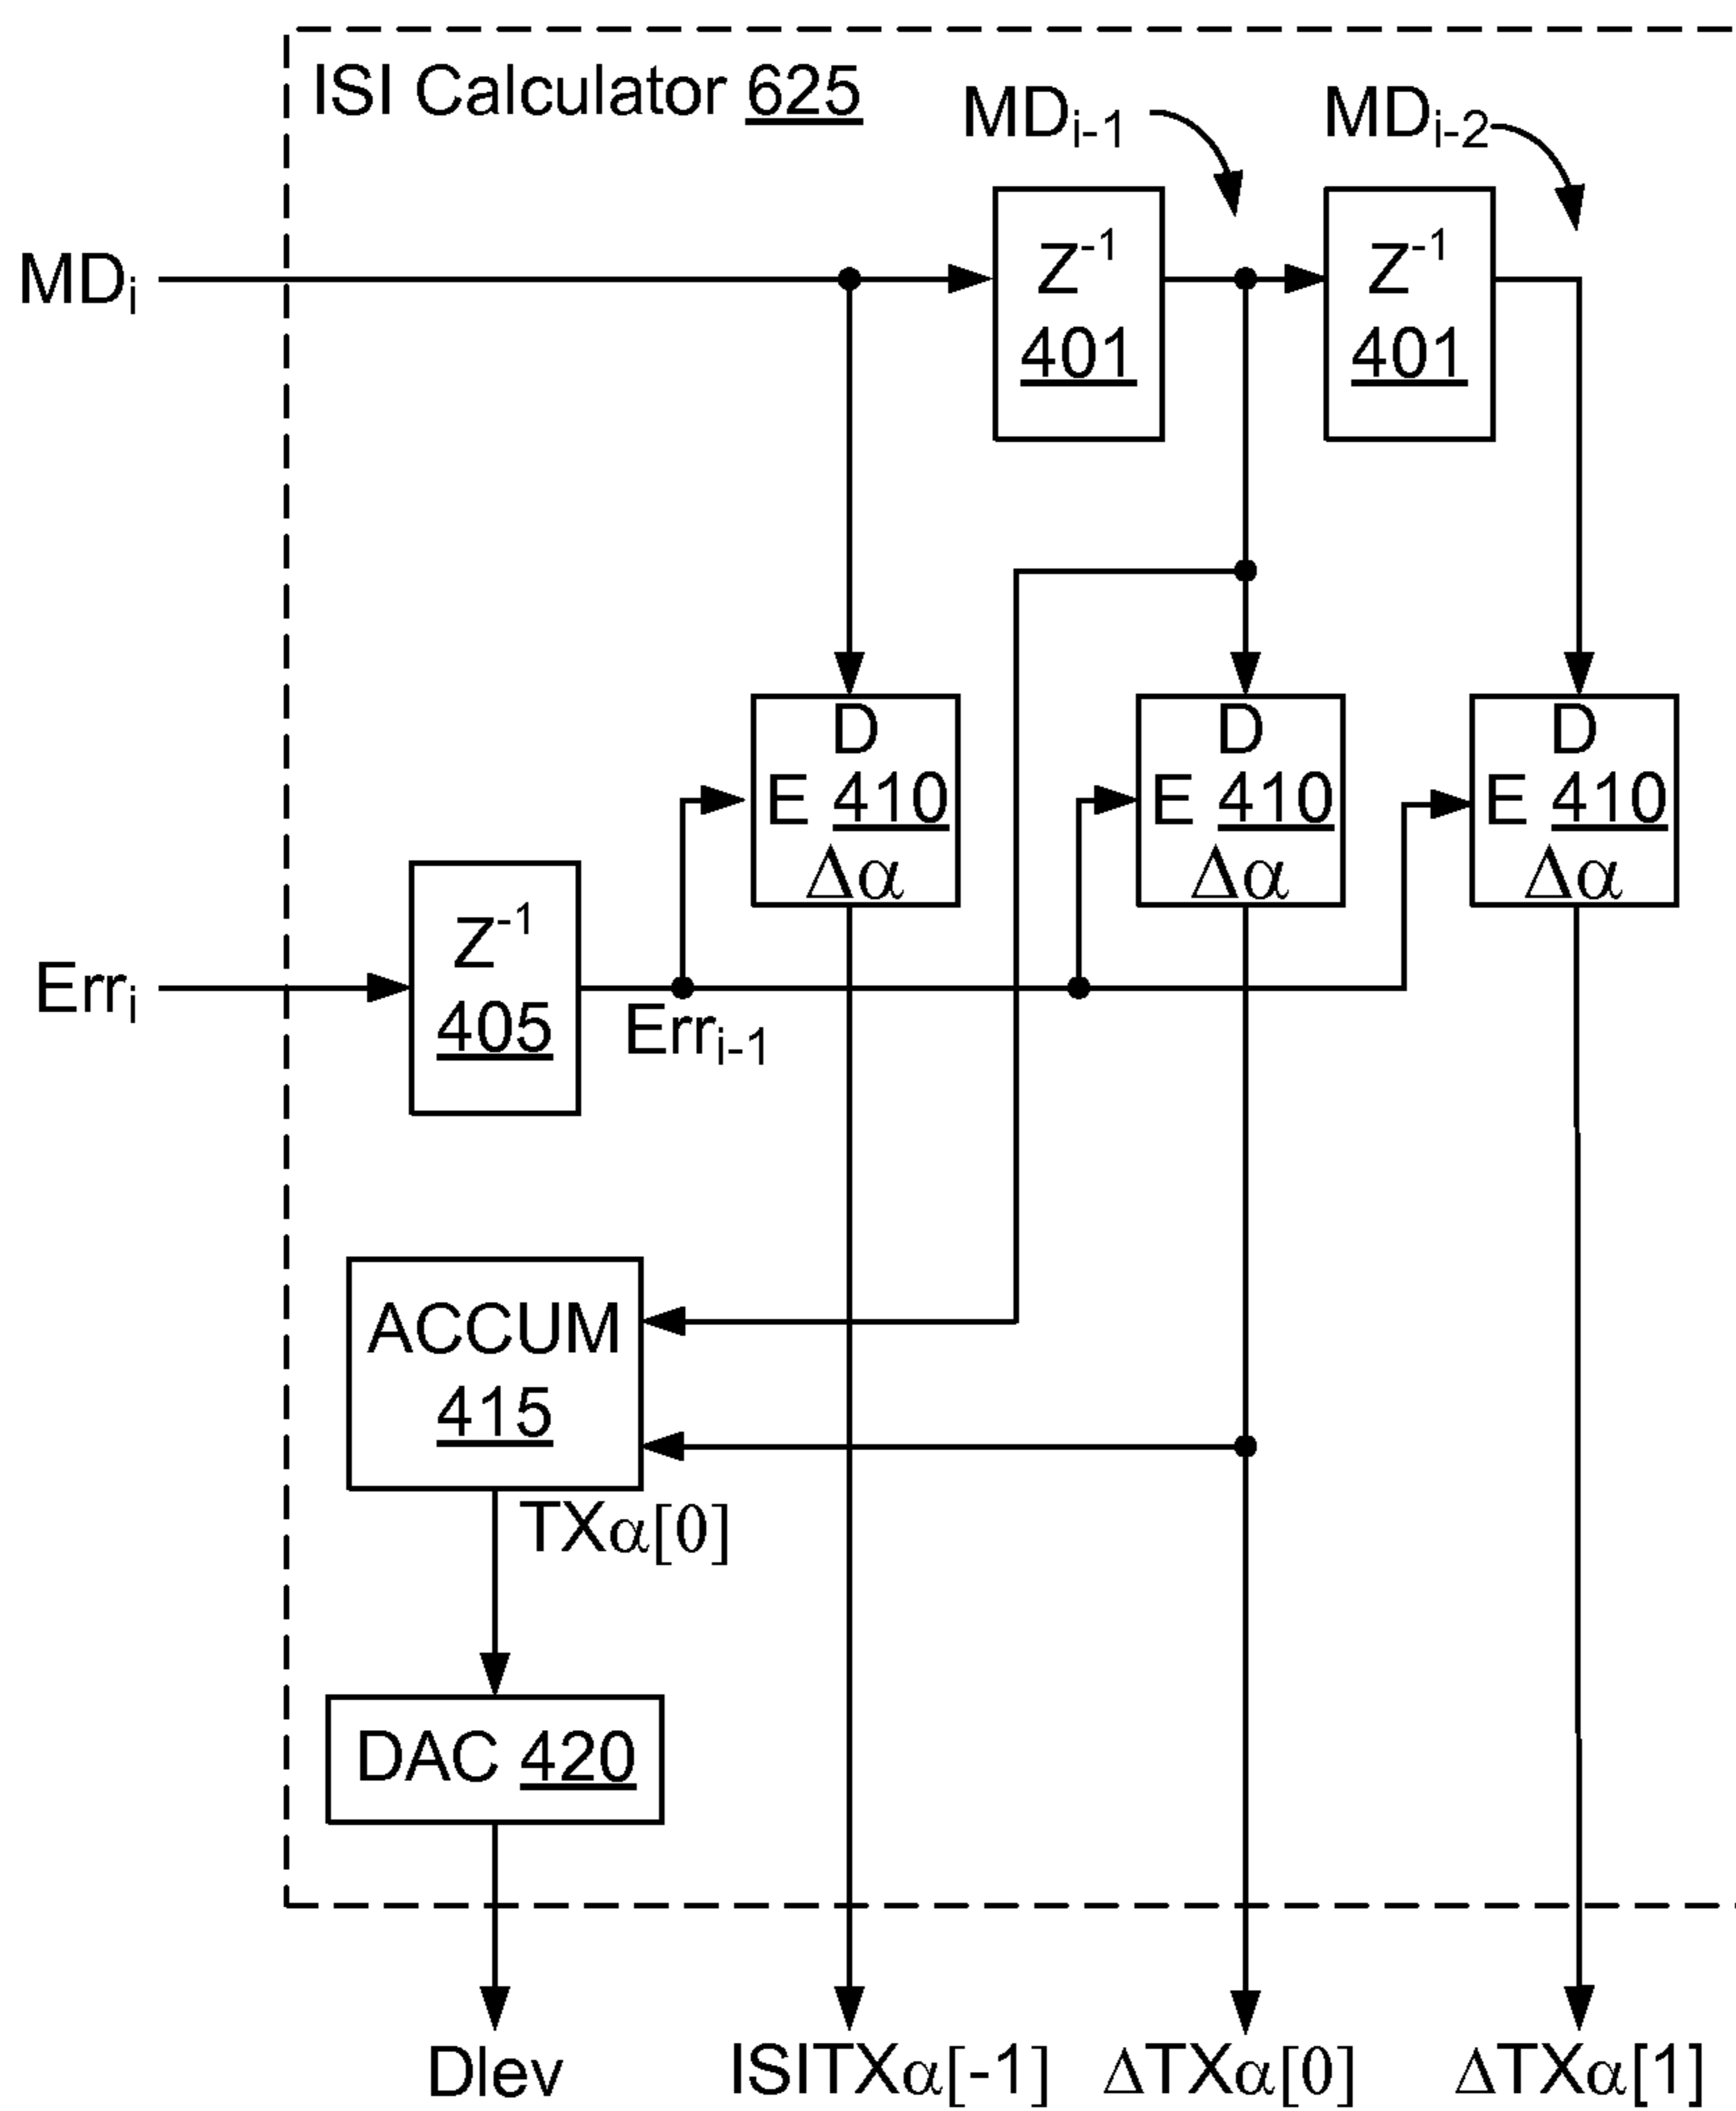 ISI Calculator 625
MDi-1
MDi-2
MDi
Z-1
401
Z-1
401
D
E 410
Δα
D
E 410
Δα
D
E 410
Δα
Erri
Z-1
405
Erri-1
ACCUM
415
TXα[0]
DAC 420
Dlev
ISITXα[-1]
ΔTXα[0]
ΔTXα[1]